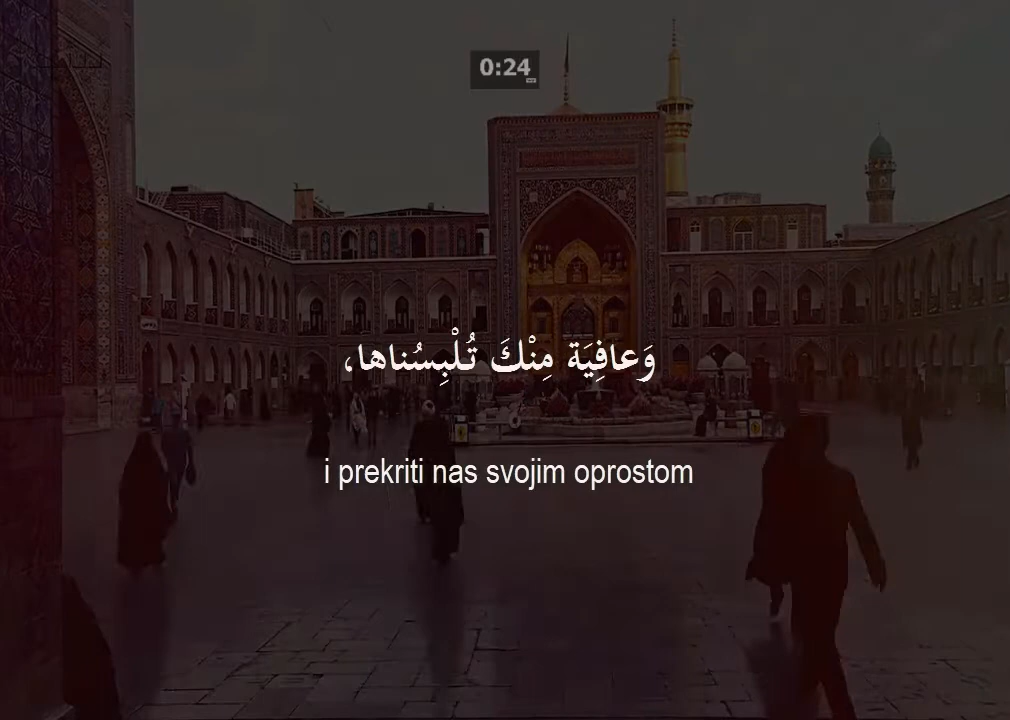 0:24
وَعافِيَة مِنْكَ تُلْبِسُناها،
i prekriti nas svojim oprostom